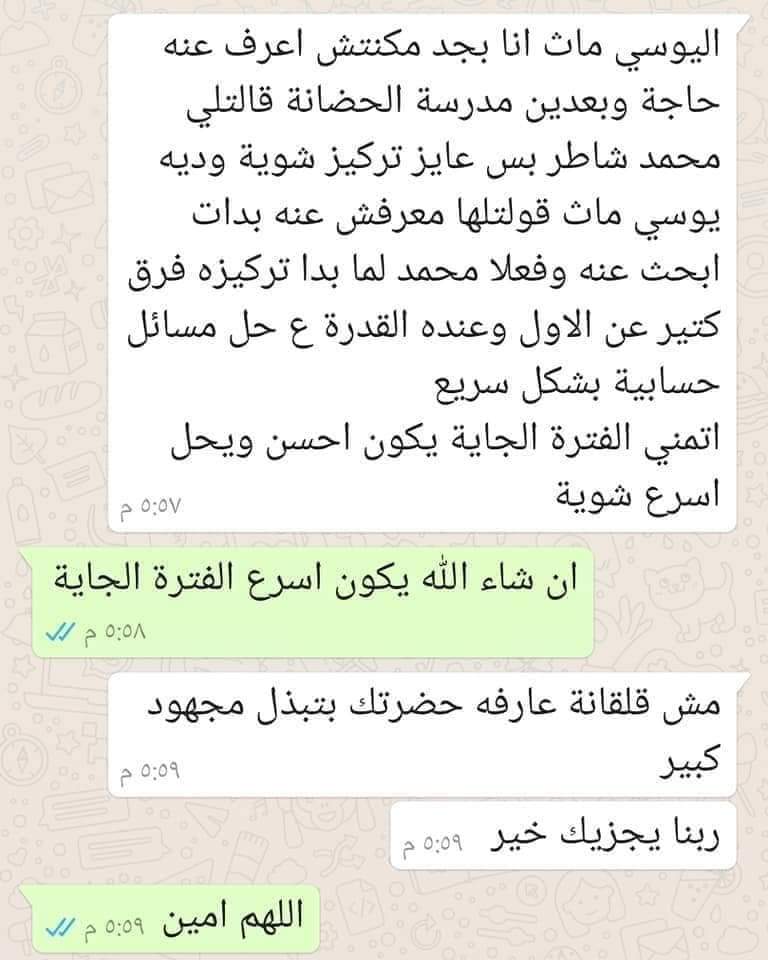 اليوسي ماث انا بجد مكنتش اعرف عنه
حاجة وبعدين مدرسة الحضانة قالتلي
محمد شاطر بس عايز تركيز شوية وديه
يوسي ماث قولتلها معرفش عنه بدات
ابحث عنه وفعلا محمد لما بدا تركيزه فرق
كتير عن الاول وعنده القدرة ع حل مسائل
حسابية بشكل سريع
اتمني الفترة الجاية يكون احسن ويحل
اسرع شوية
٥:٥٧ م
ان شاء الله يكون اسرع الفترة الجاية
٥:٥٨ م
مش قلقانة عارفه حضرتك بتبذل مجهود
كبير
٥:٥٩ م
ربنا يجزيك خير ٥:٥٩ م
اللهم امين ٥:٥٩ م